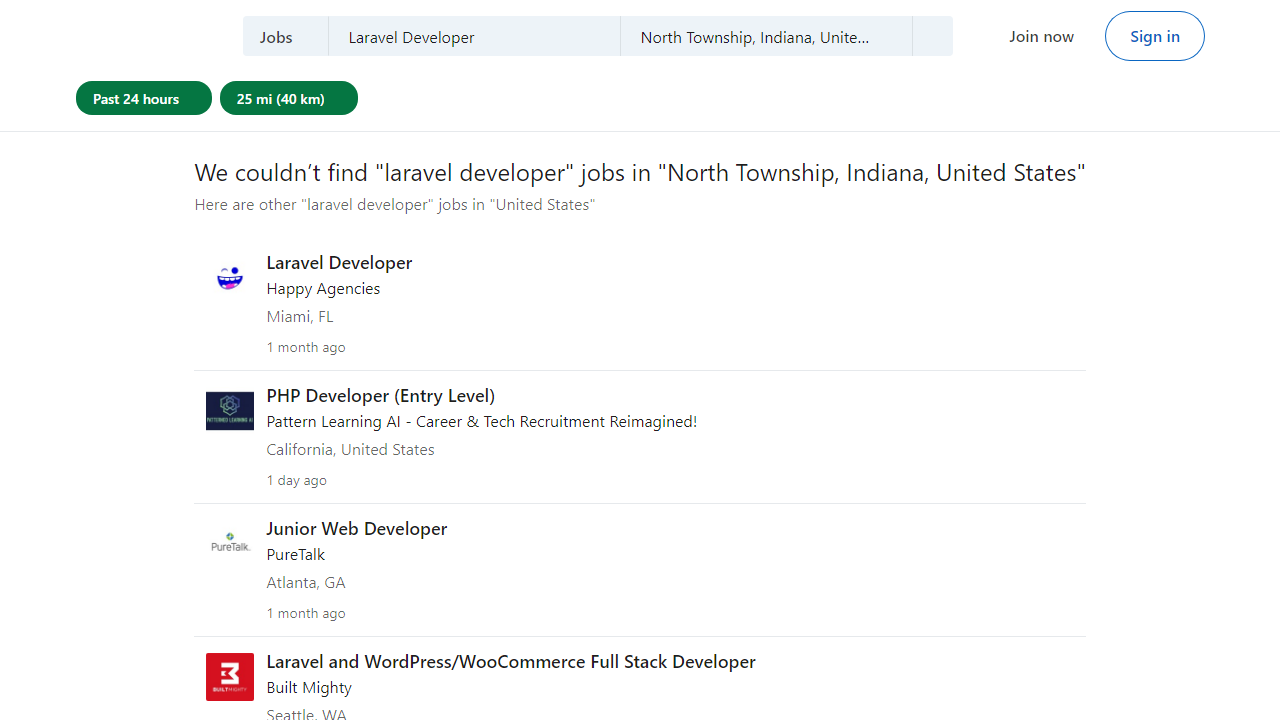 Jobs
Laravel Developer
North Township, Indiana, Unite...
Join now
Sign in
Past 24 hours
25 mi (40 km)
We couldn’t find "laravel developer" jobs in "North Township, Indiana, United States"
Here are other "laravel developer" jobs in "United States"
Laravel Developer
Happy Agencies
Miami, FL
1 month ago
PATTERNED LEARNING AI
PHP Developer (Entry Level)
Pattern Learning AI - Career & Tech Recruitment Reimagined!
California, United States
1 day ago
PureTalk.
Junior Web Developer
PureTalk
Atlanta, GA
1 month ago
BUILTMIGHTY
Laravel and WordPress/WooCommerce Full Stack Developer
Built Mighty
Seattle, WA